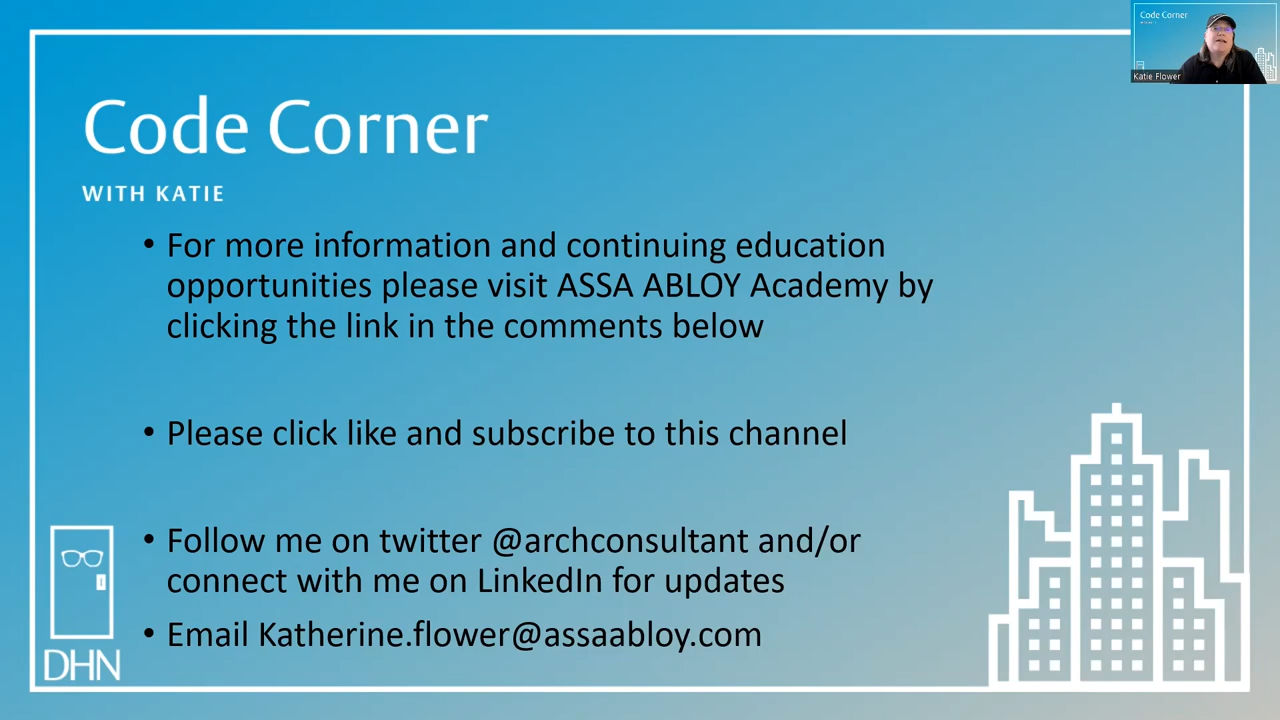 Code Corner
WITH KATIE
• For more information and continuing education
opportunities please visit ASSA ABLOY Academy by
clicking the link in the comments below
• Please click like and subscribe to this channel
• Follow me on twitter @archconsultant and/or
connect with me on LinkedIn for updates
• Email Katherine.flower@assaabloy.com
DHN
Code Corner
Katie Flower